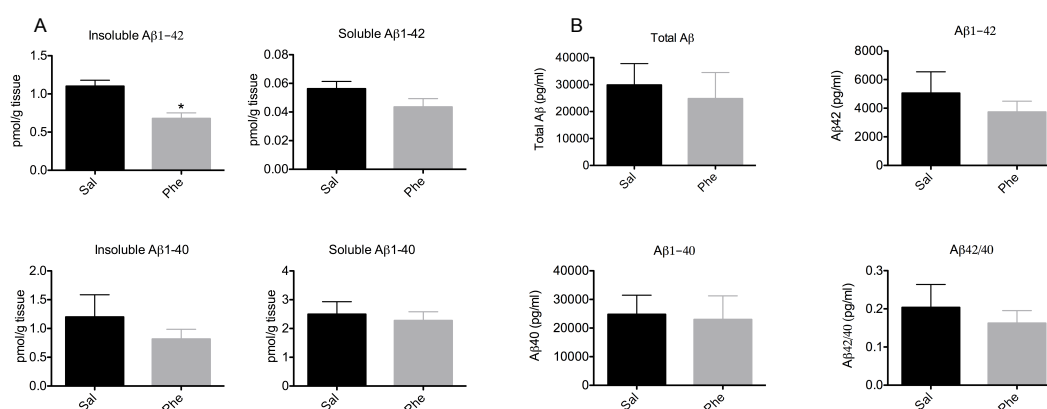 A
Insoluble Aβ1−42
pmol/g tissue
1.5
1.0
0.5
0.0
*
Sal
Phe
Soluble Aβ1-42
pmol/g tissue
0.08
0.06
0.04
0.02
0.00
Sal
Phe
B
Total Aβ
Total Aβ (pg/ml)
40000
30000
20000
10000
0
Sal
Phe
Aβ1−42
Aβ42 (pg/ml)
8000
6000
4000
2000
0
Sal
Phe
Insoluble Aβ1-40
pmol/g tissue
2.0
1.5
1.0
0.5
0.0
Sal
Phe
Soluble Aβ1-40
pmol/g tissue
4
3
2
1
0
Sal
Phe
Aβ1−40
Aβ40 (pg/ml)
40000
30000
20000
10000
0
Sal
Phe
Aβ42/40
Aβ42/40 (pg/ml)
0.3
0.2
0.1
0.0
Sal
Phe